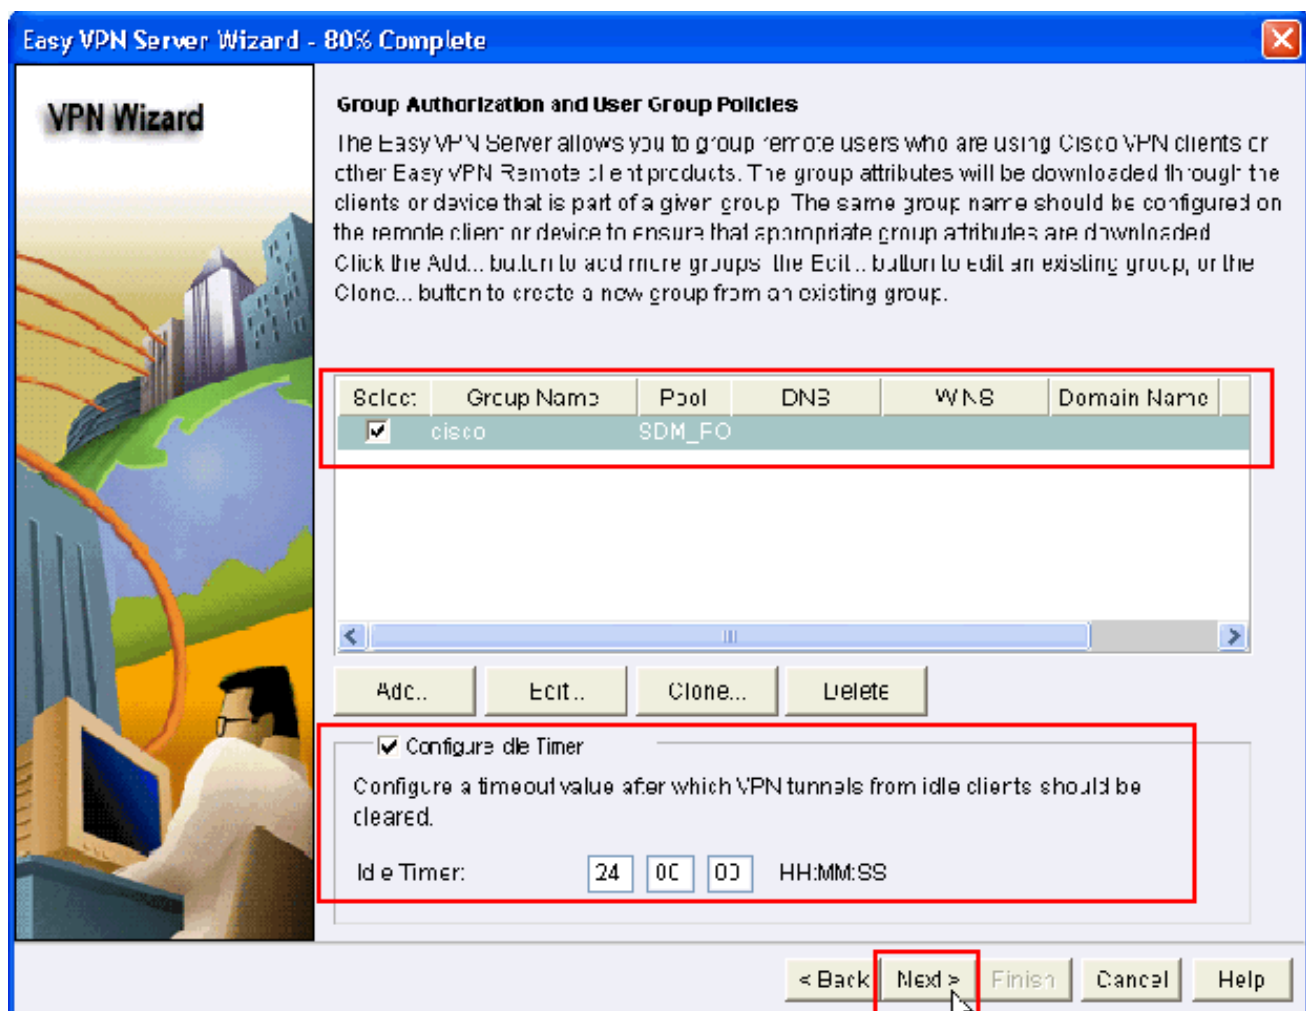 Easy VPN Server Wizard - 80% Complete
VPN Wizard
Group Authorization and User Group Policies
The Easy VPN Server allows you to group remote users who are using Cisco VPN clients or
other Easy VPN Remote client products. The group attributes will be downloaded through the
clients or device that is part of a given group. The same group name should be configured on
the remote client or device to ensure that appropriate group attributes are downloaded.
Click the Add... button to add more groups, the Edit... button to edit an existing group, or the
Clone... button to create a new group from an existing group.
Select Group Name Pool DNS WINS Domain Name
cisco SDM_PO
Add... Edit... Clone... Delete
Configure Idle Timer
Configure a timeout value after which VPN tunnels from idle clients should be
cleared.
Idle Timer: 24 00 00 HH:MM:SS
< Back Next > Finish Cancel Help